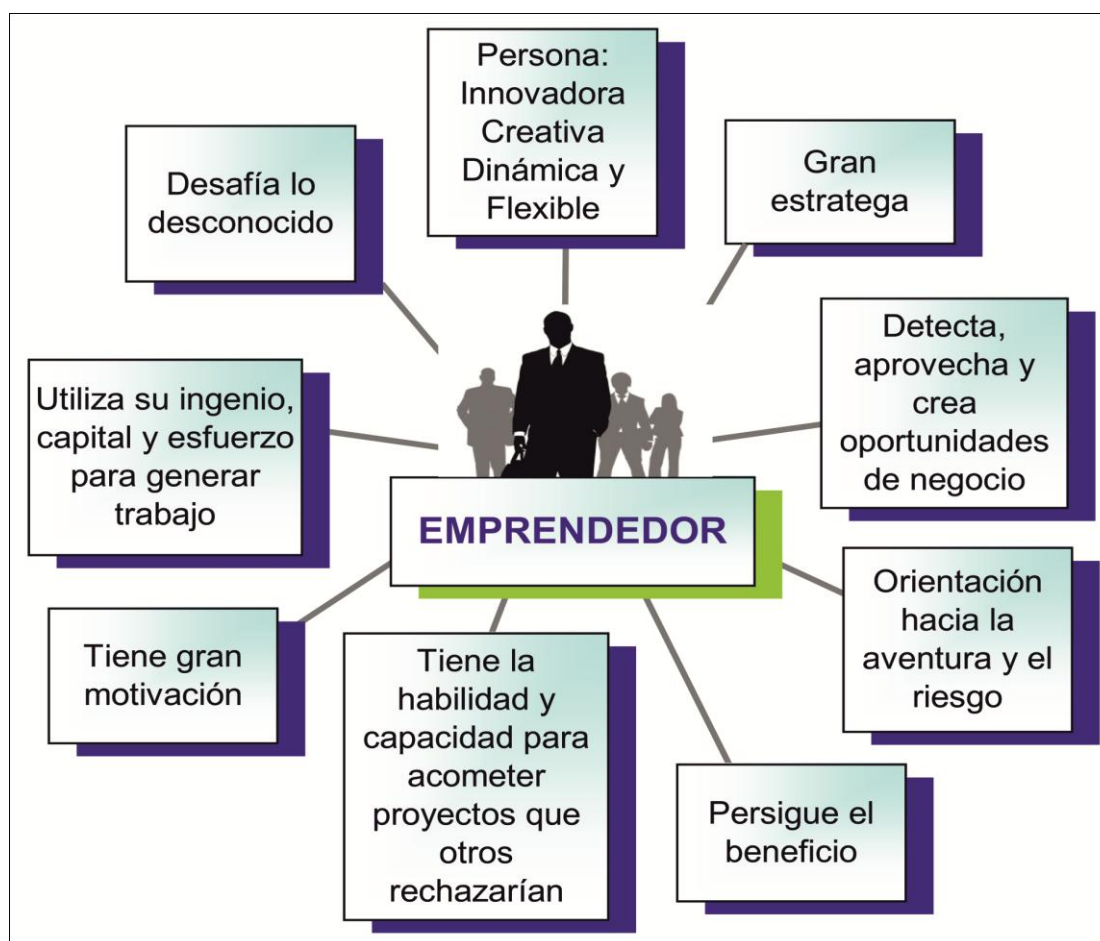 Persona:
Innovadora
Creativa
Dinámica y
Flexible
Gran
estratega
Desafía lo
desconocido
Detecta,
aprovecha y
crea
oportunidades
de negocio
Utiliza su ingenio,
capital y esfuerzo
para generar
trabajo
EMPRENDEDOR
Orientación
hacia la
aventura y el
riesgo
Tiene gran
motivación
Tiene la
habilidad y
capacidad para
acometer
proyectos que
otros
rechazarían
Persigue el
beneficio